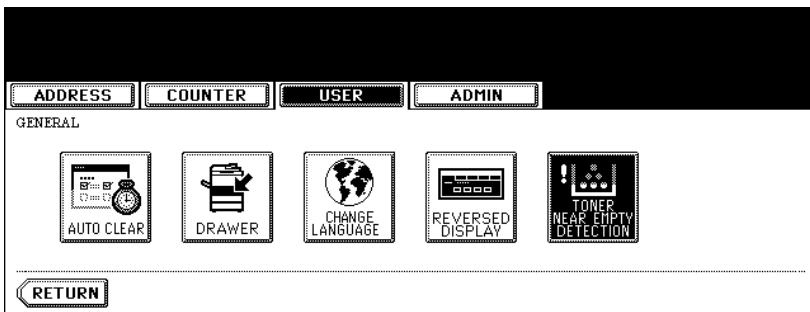 ADDRESS COUNTER USER ADMIN
GENERAL
AUTO CLEAR
DRAWER
CHANGE
LANGUAGE
REVERSED
DISPLAY
TONER
NEAR EMPTY
DETECTION
RETURN